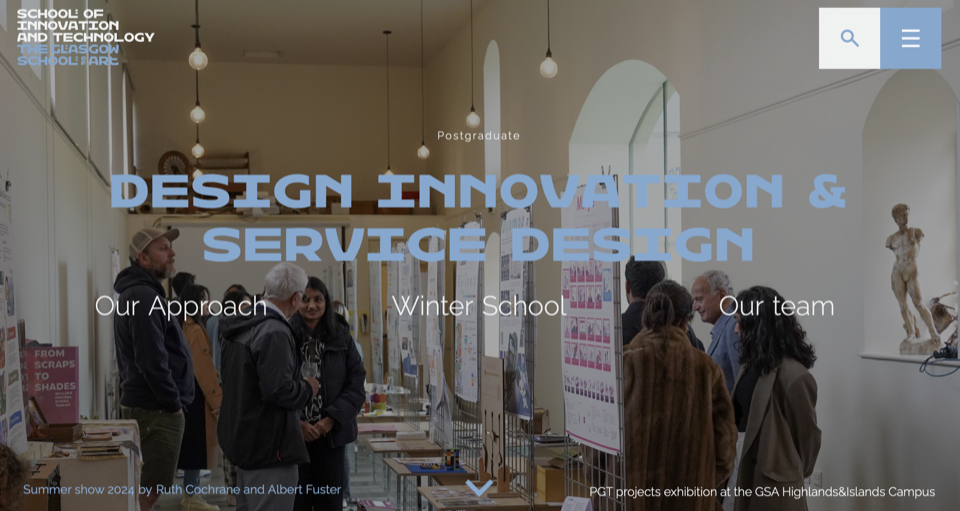 SCHOOL OF
INNOVATION
AND TECHNOLOGY
THE GLASGOW
SCHOOL OF ART
Postgraduate
DESIGN INNOVATION &
SERVICE DESIGN
Our Approach
Winter School
Our team
FROM
SCRAPS
TO
SHADES
Summer show 2024 by Ruth Cochrane and Albert Fuster
PGT projects exhibition at the GSA Highlands&Islands Campus